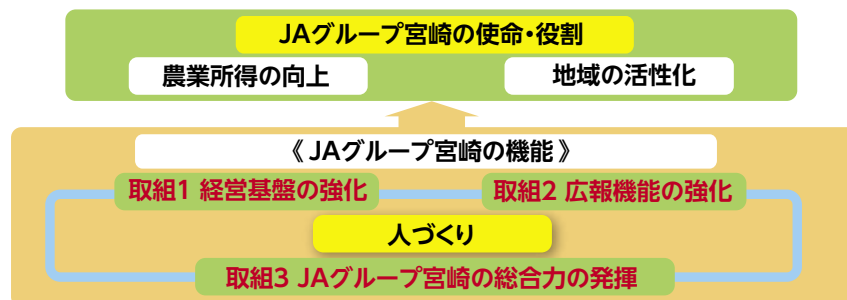 JAグループ宮崎の使命・役割
農業所得の向上
地域の活性化
《 JAグループ宮崎の機能 》
取組1 経営基盤の強化
取組2 広報機能の強化
人づくり
取組3 JAグループ宮崎の総合力の発揮